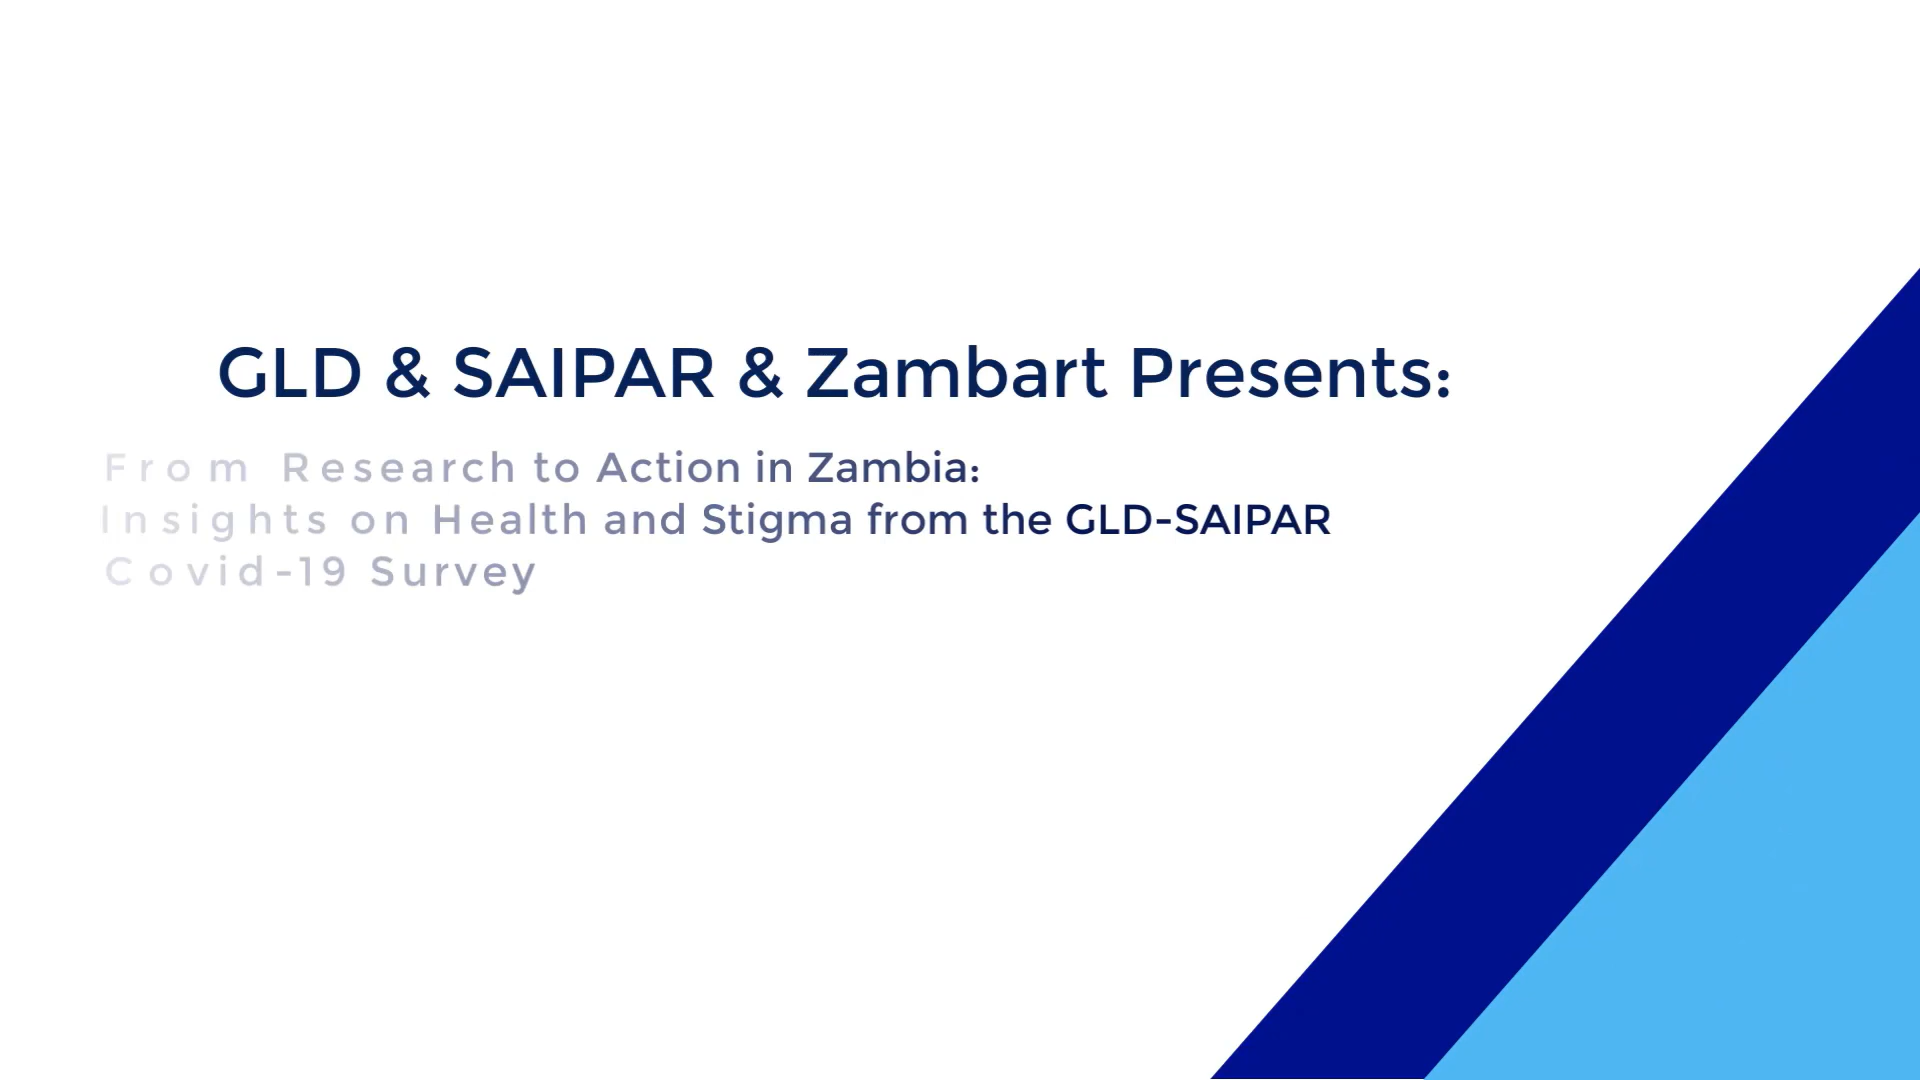 GLD & SAIPAR & Zambart Presents:
From Research to Action in Zambia:
Insights on Health and Stigma from the GLD-SAIPAR
Covid-19 Survey